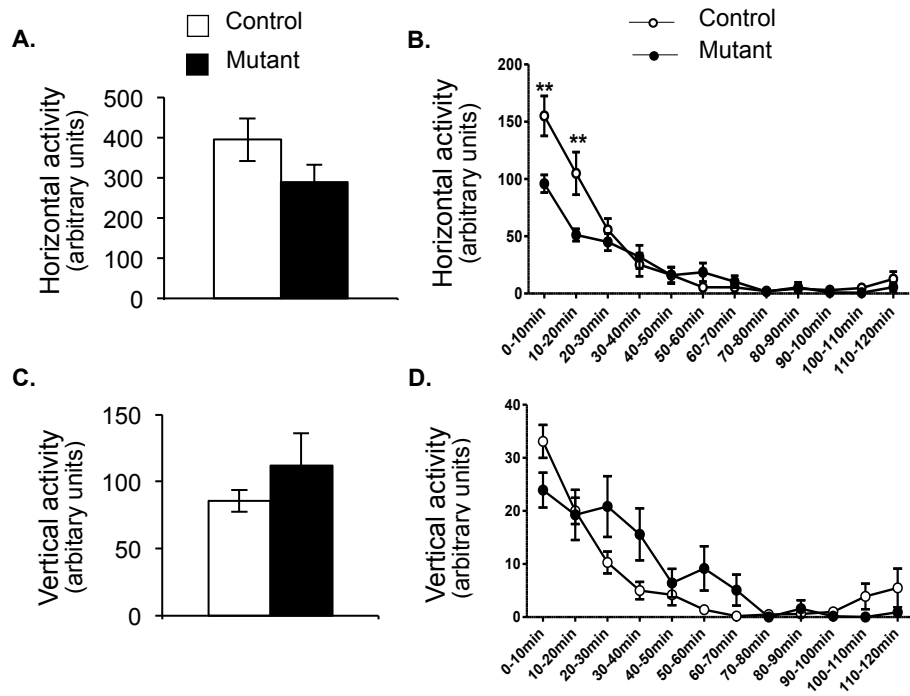 A.
Control
Mutant
Horizontal activity
(arbitrary units)
500
400
300
200
100
0
B.
Control
Mutant
Horizontal activity
(arbitrary units)
200
150
100
50
0
**
**
0-10min
10-20min
20-30min
30-40min
40-50min
50-60min
60-70min
70-80min
80-90min
90-100min
100-110min
110-120min
C.
Vertical activity
(arbitary units)
150
100
50
0
D.
Vertical activity
(arbitrary units)
40
30
20
10
0
0-10min
10-20min
20-30min
30-40min
40-50min
50-60min
60-70min
70-80min
80-90min
90-100min
100-110min
110-120min